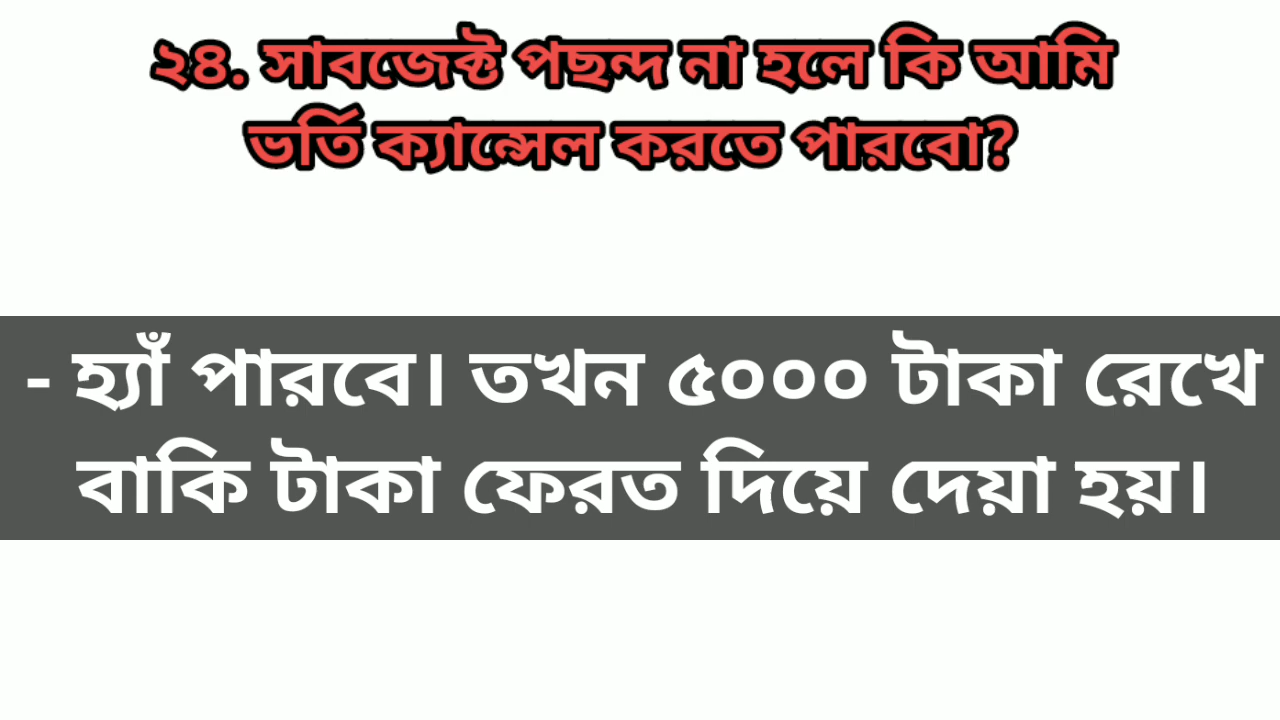 ২৪. সাবজেক্ট পছন্দ না হলে কি আমি
ভর্তি ক্যান্সেল করতে পারবো?
- হ্যাঁ পারবে। তখন ৫০০০ টাকা রেখে
বাকি টাকা ফেরত দিয়ে দেয়া হয়।